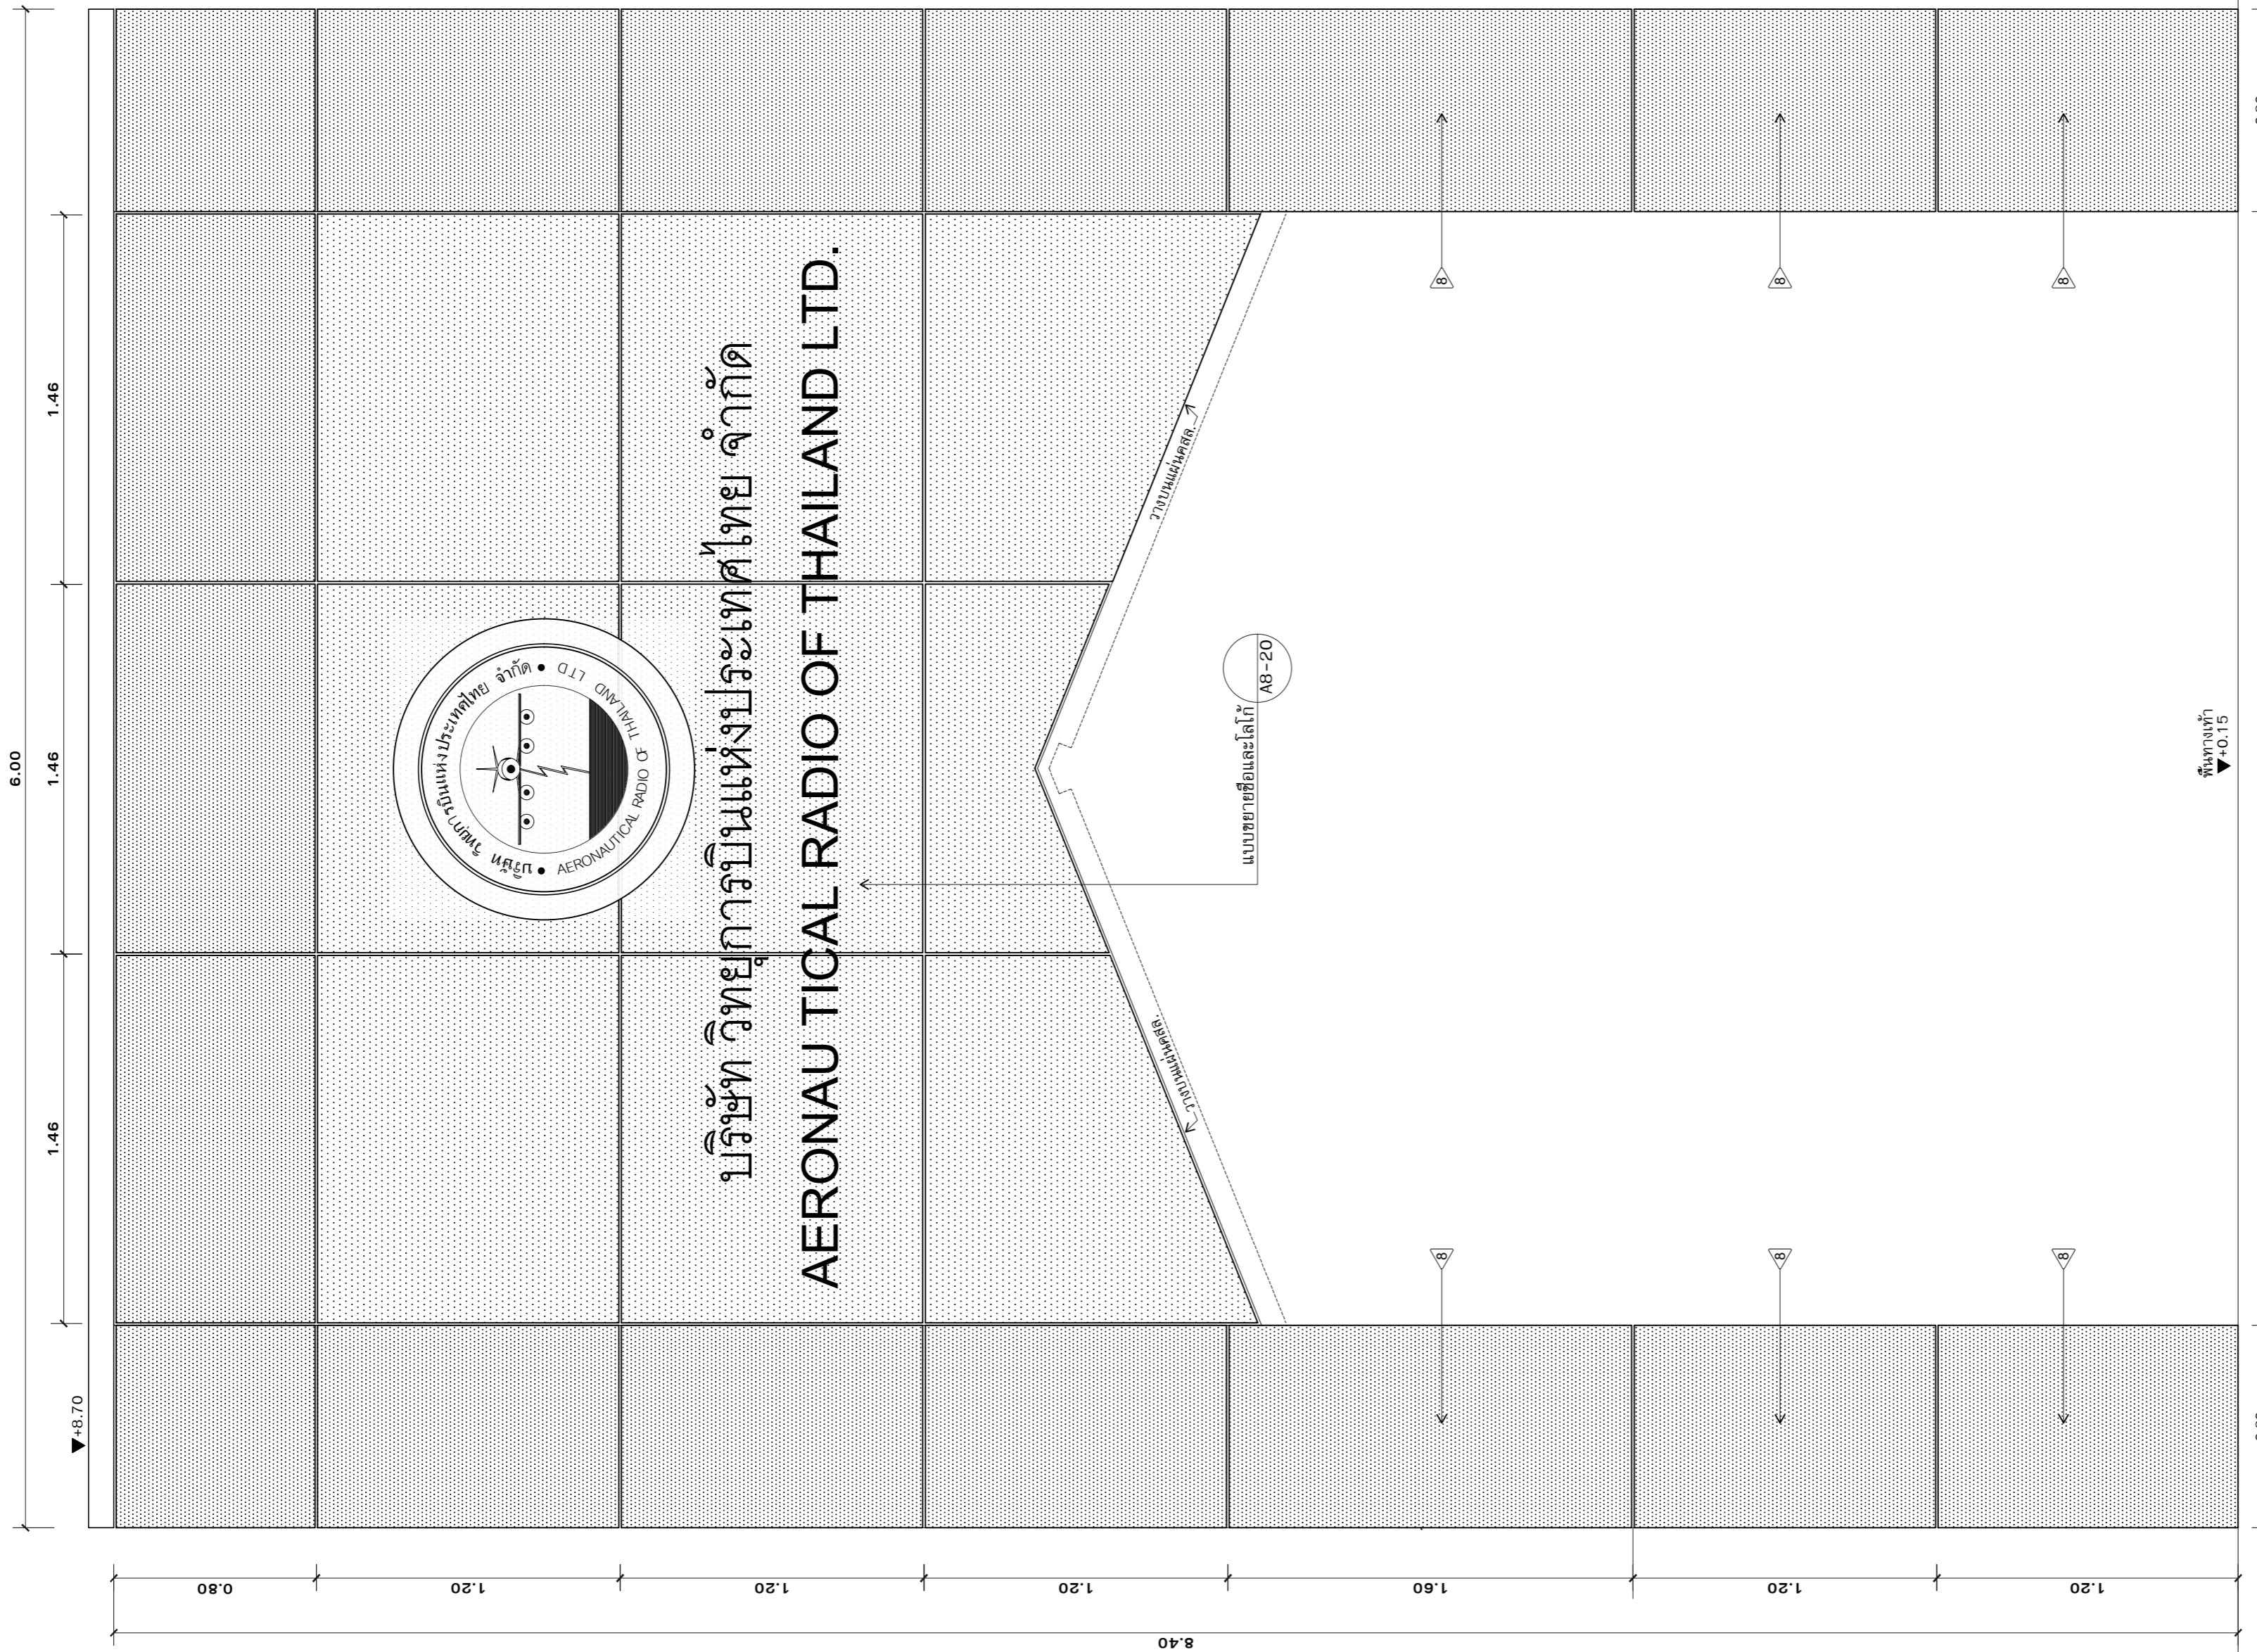 6.00
1.46
1.46
1.46
▼+8.70
บริษัท วิทยุการบินแห่งประเทศไทย จำกัด
• AERONAUTICAL RADIO OF THAILAND LTD •
บริษัทวิทยุการบินแห่งประเทศไทย จำกัด
AERONAU TICAL RADIO OF THAILAND LTD.
วางบนแผ่นคสล.
วางบนแผ่นคสล.
แบบขยายชื่อและโลโก้
A8-20
8
8
8
8
8
8
พื้นทางเท้า
▼+0.15
0.80
1.20
1.20
1.20
1.60
1.20
1.20
8.40